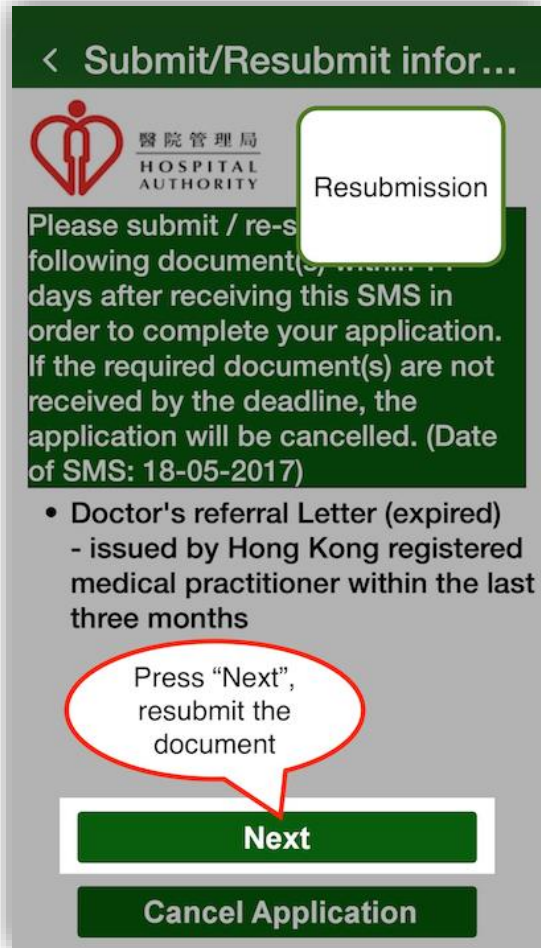 < Submit/Resubmit infor...
醫院管理局
HOSPITAL
AUTHORITY
Resubmission
Please submit / re-s
following document(s)
days after receiving this SMS in
order to complete your application.
If the required document(s) are not
received by the deadline, the
application will be cancelled. (Date
of SMS: 18-05-2017)
• Doctor's referral Letter (expired)
- issued by Hong Kong registered
medical practitioner within the last
three months
Press “Next”,
resubmit the
document
Next
Cancel Application